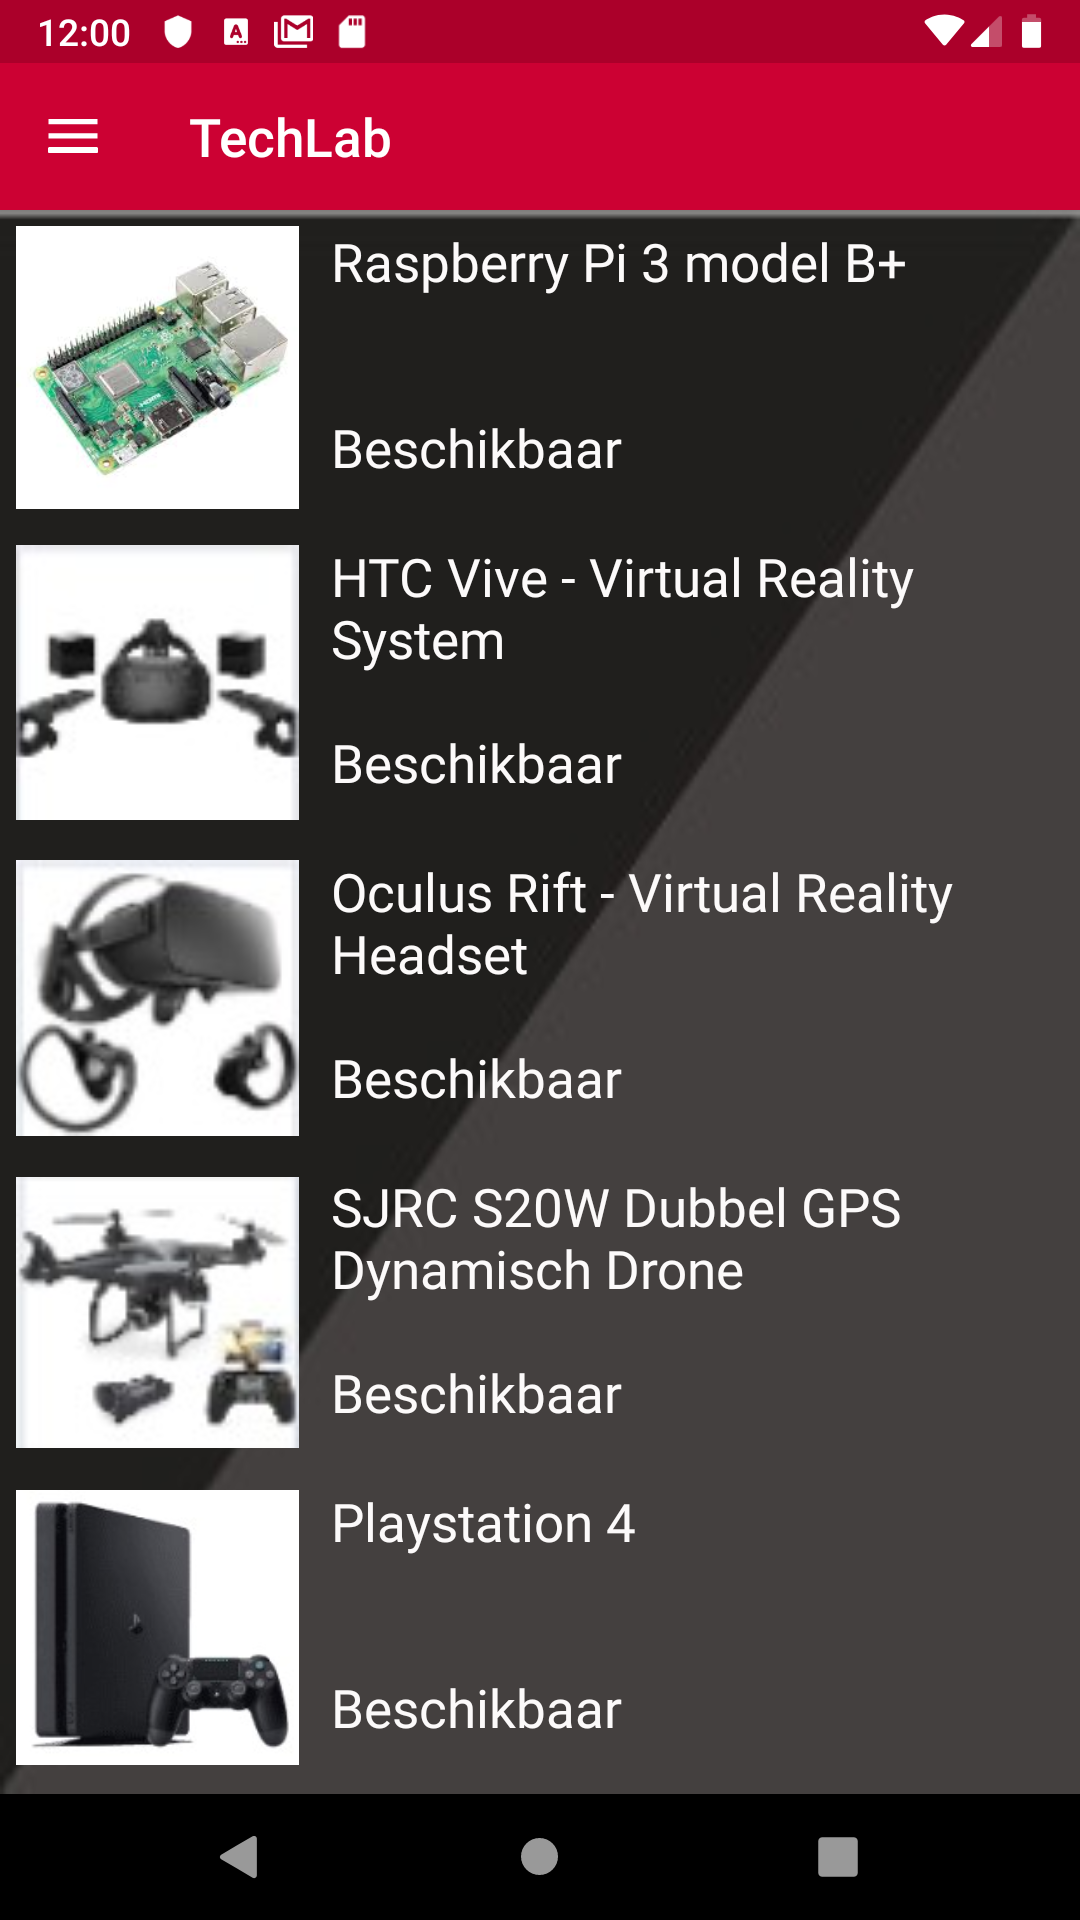 12:00
TechLab
Raspberry Pi 3 model B+
Beschikbaar
HTC Vive - Virtual Reality
System
Beschikbaar
Oculus Rift - Virtual Reality
Headset
Beschikbaar
SJRC S20W Dubbel GPS
Dynamisch Drone
Beschikbaar
Playstation 4
Beschikbaar